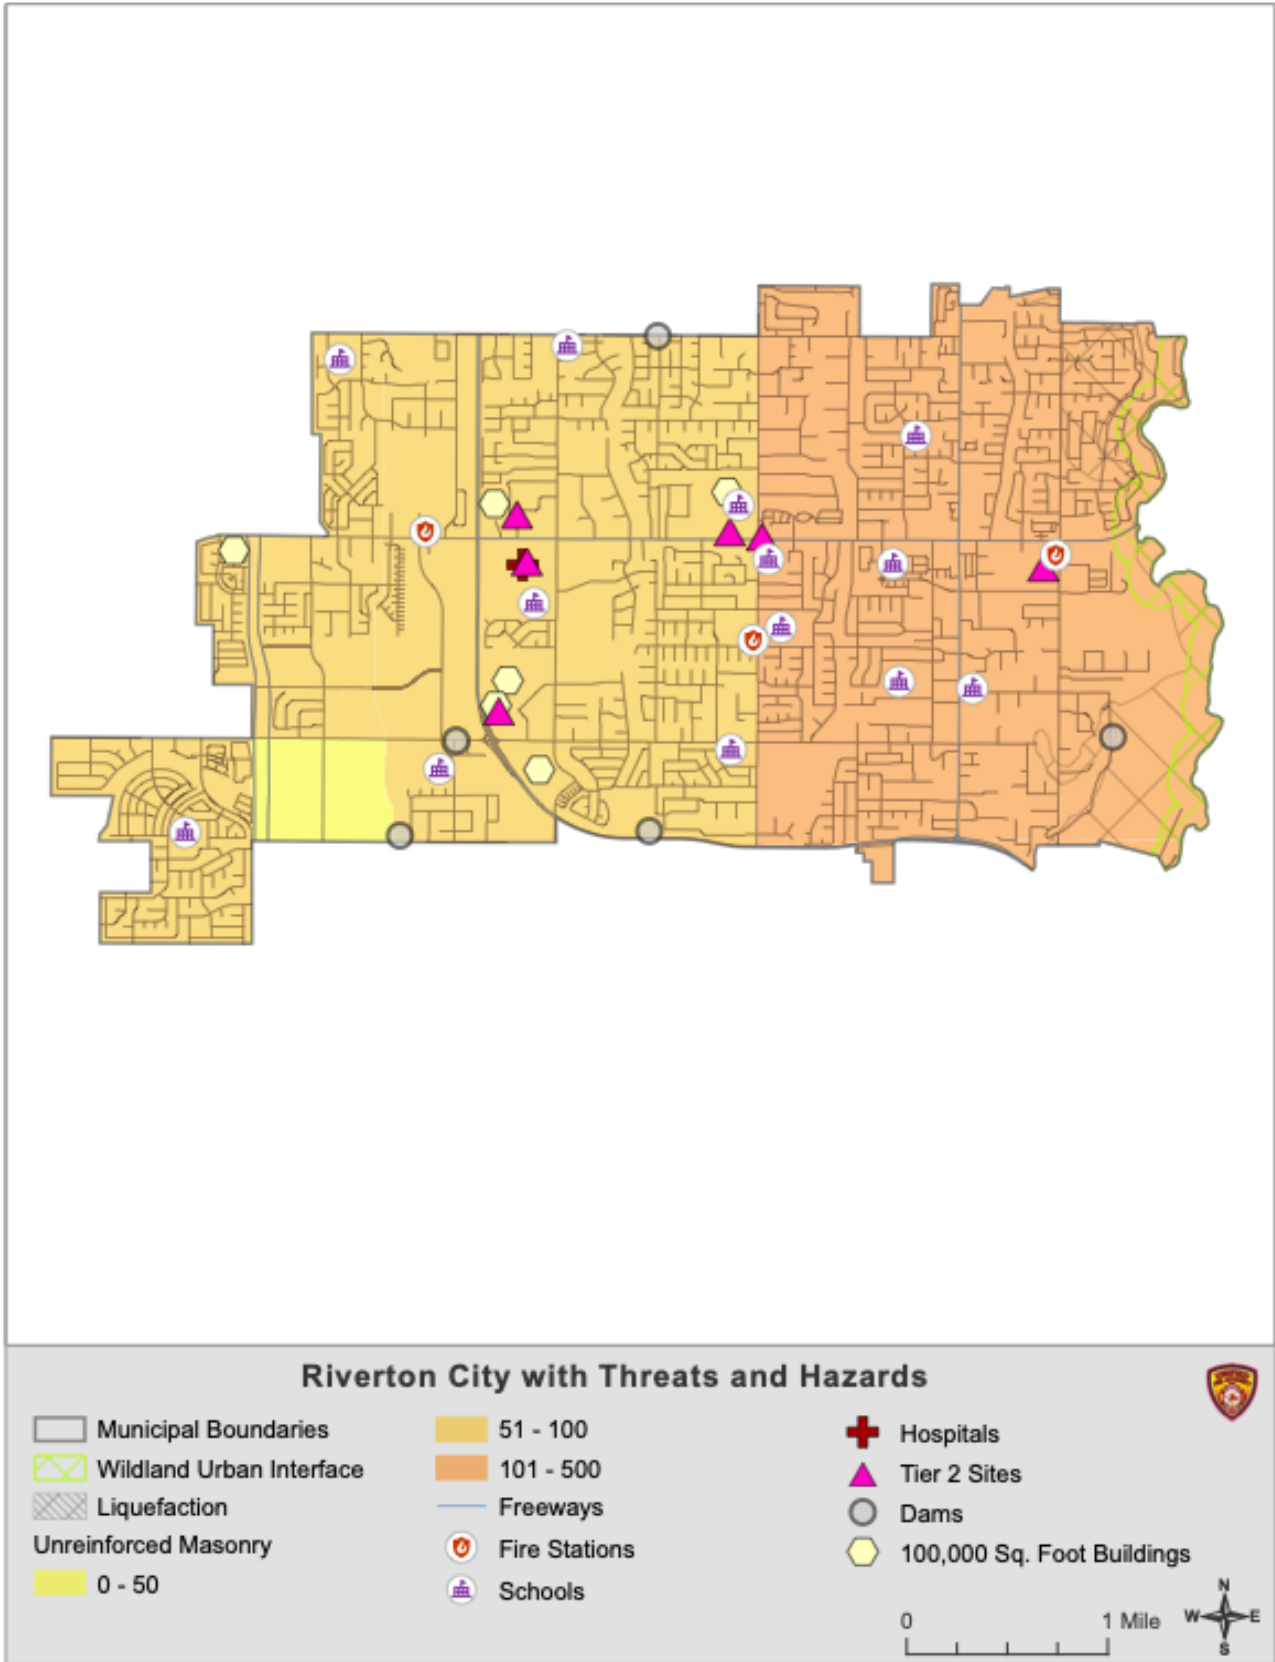 Riverton City with Threats and Hazards
Municipal Boundaries
Wildland Urban Interface
Liquefaction
Unreinforced Masonry
0 - 50
51 - 100
101 - 500
Freeways
Fire Stations
Schools
Hospitals
Tier 2 Sites
Dams
100,000 Sq. Foot Buildings
0 1 Mile
N
W E
S